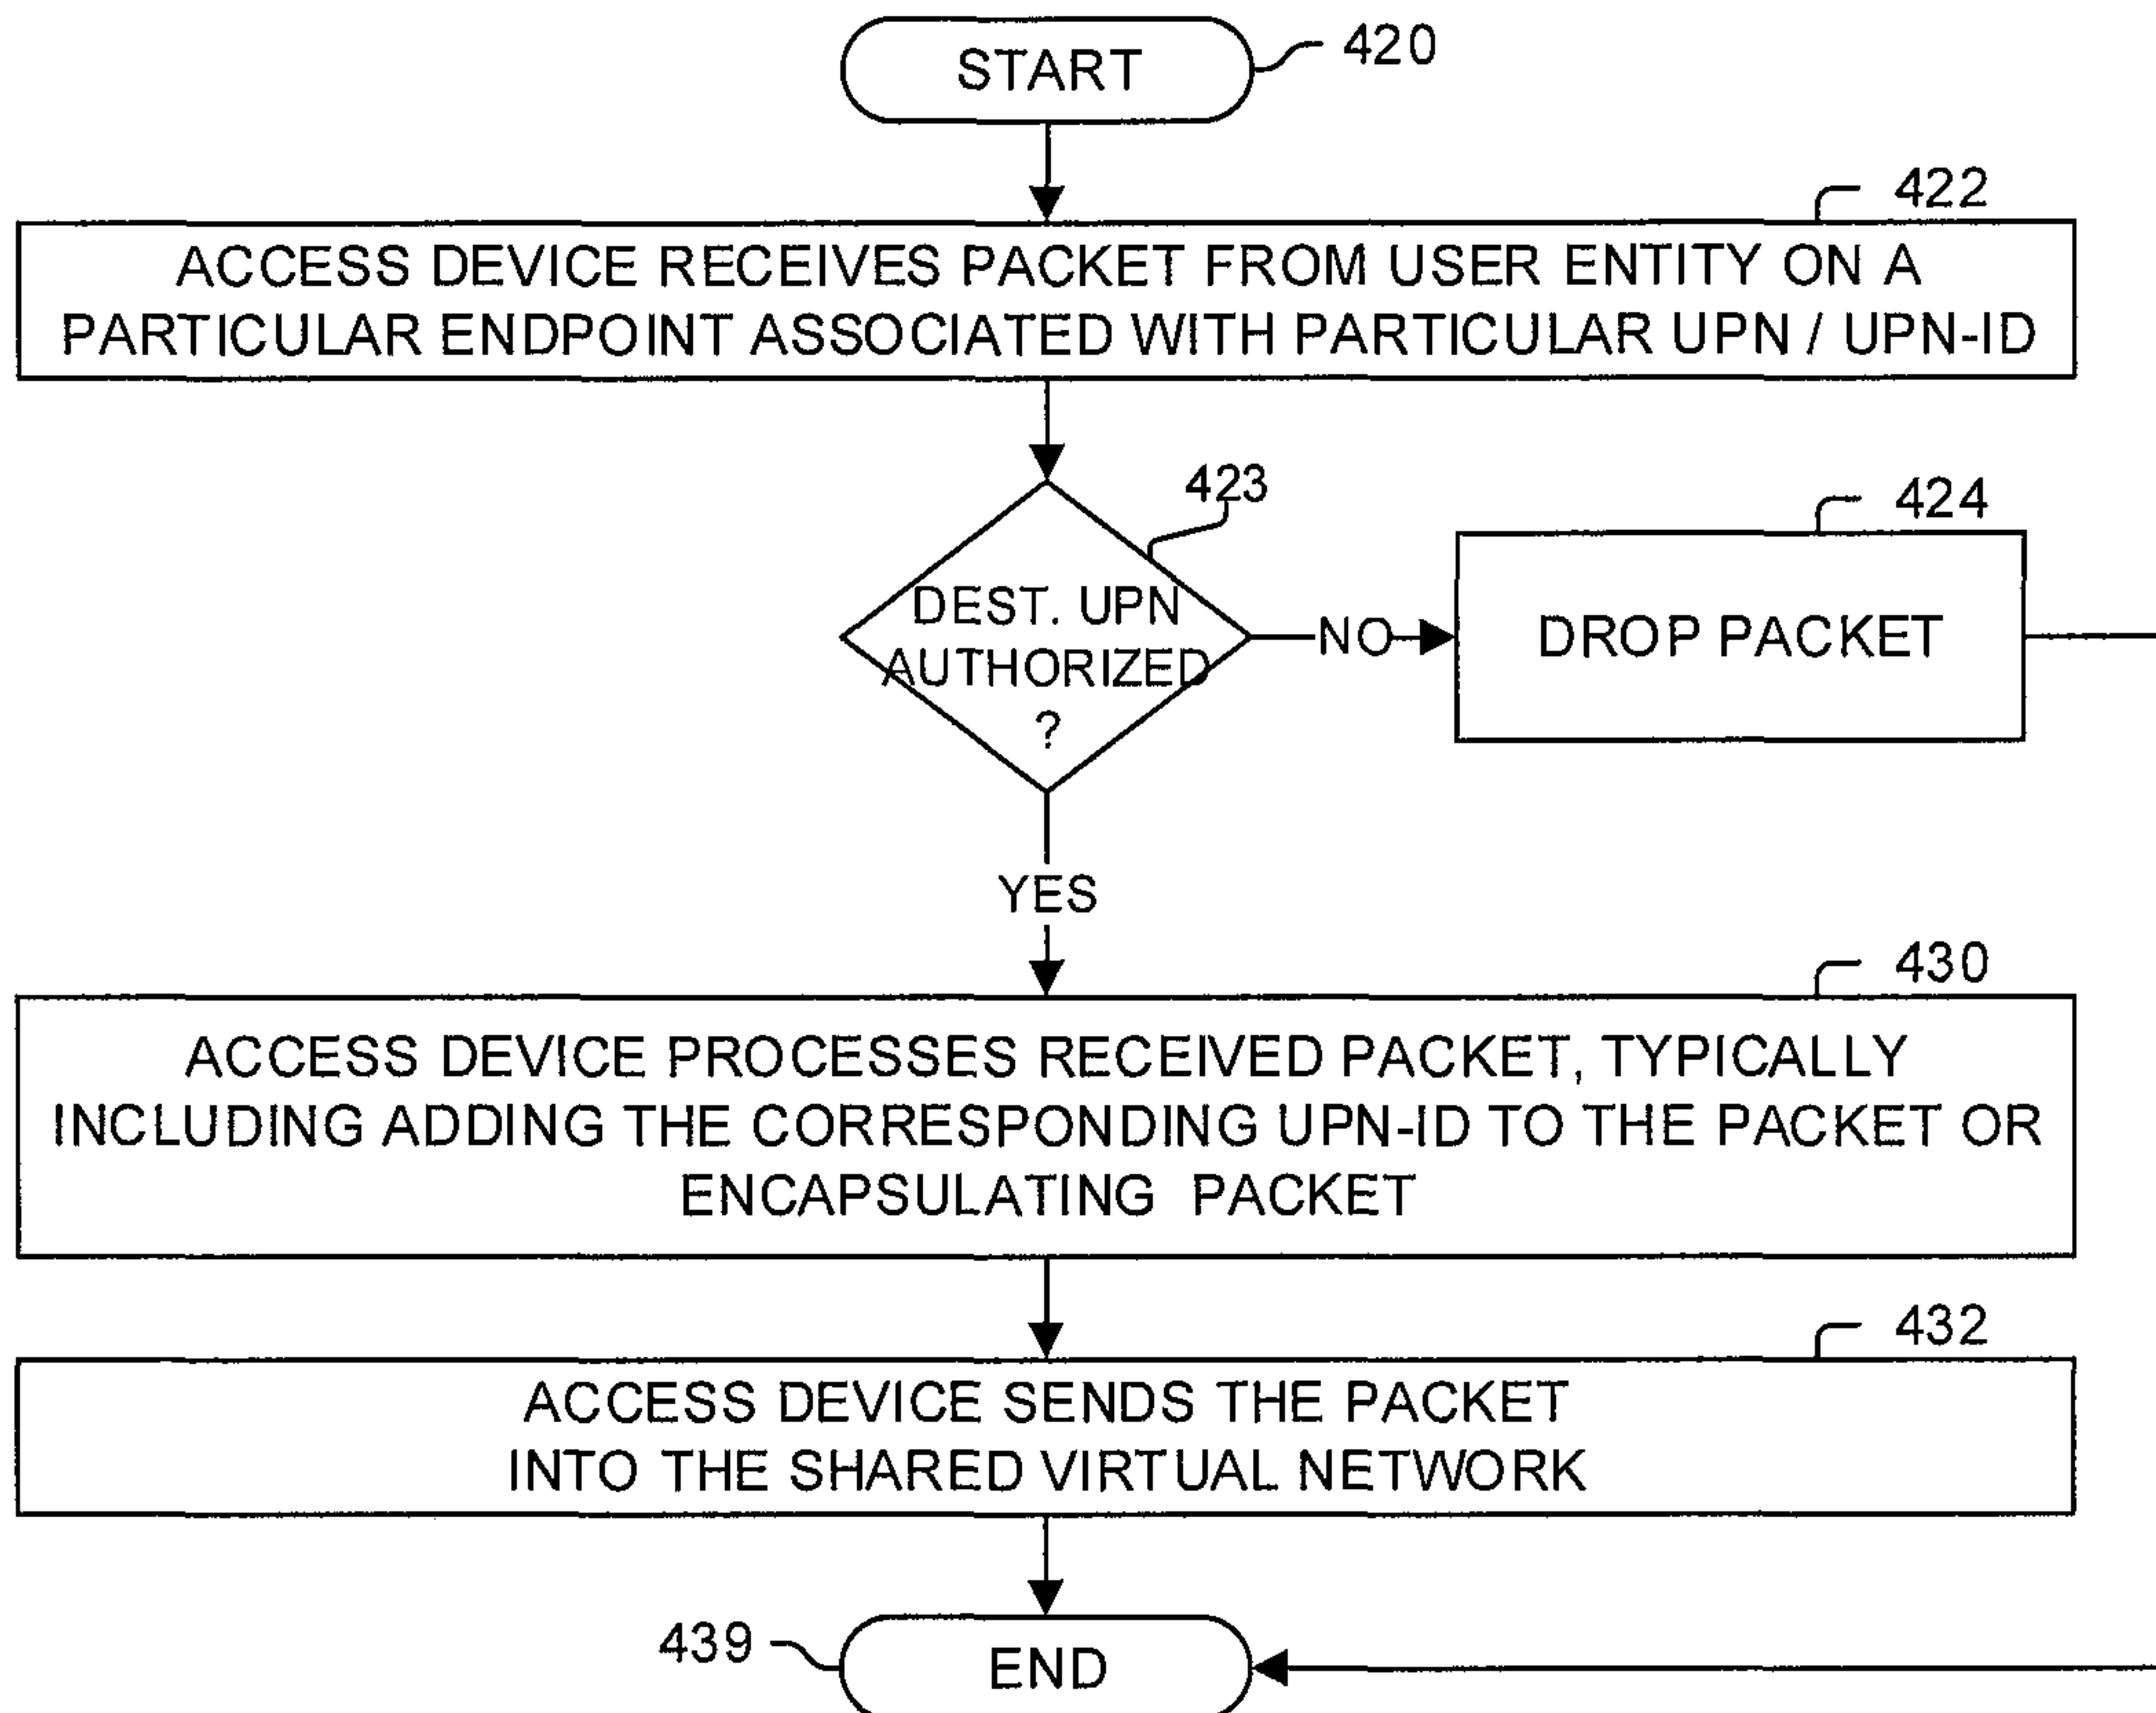 START
420
422
ACCESS DEVICE RECEIVES PACKET FROM USER ENTITY ON A
PARTICULAR ENDPOINT ASSOCIATED WITH PARTICULAR UPN / UPN-ID
423
DEST. UPN
AUTHORIZED
?
NO
424
DROP PACKET
YES
430
ACCESS DEVICE PROCESSES RECEIVED PACKET, TYPICALLY
INCLUDING ADDING THE CORRESPONDING UPN-ID TO THE PACKET OR
ENCAPSULATING PACKET
432
ACCESS DEVICE SENDS THE PACKET
INTO THE SHARED VIRTUAL NETWORK
439
END